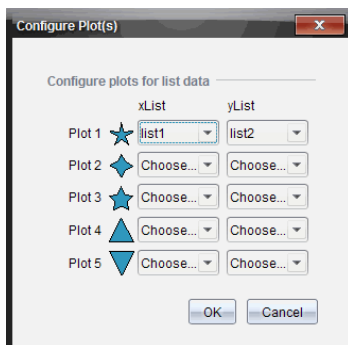 Configure Plot(s)
Configure plots for list data
xList yList
Plot 1 list1 list2
Plot 2 Choose... Choose...
Plot 3 Choose... Choose...
Plot 4 Choose... Choose...
Plot 5 Choose... Choose...
OK Cancel